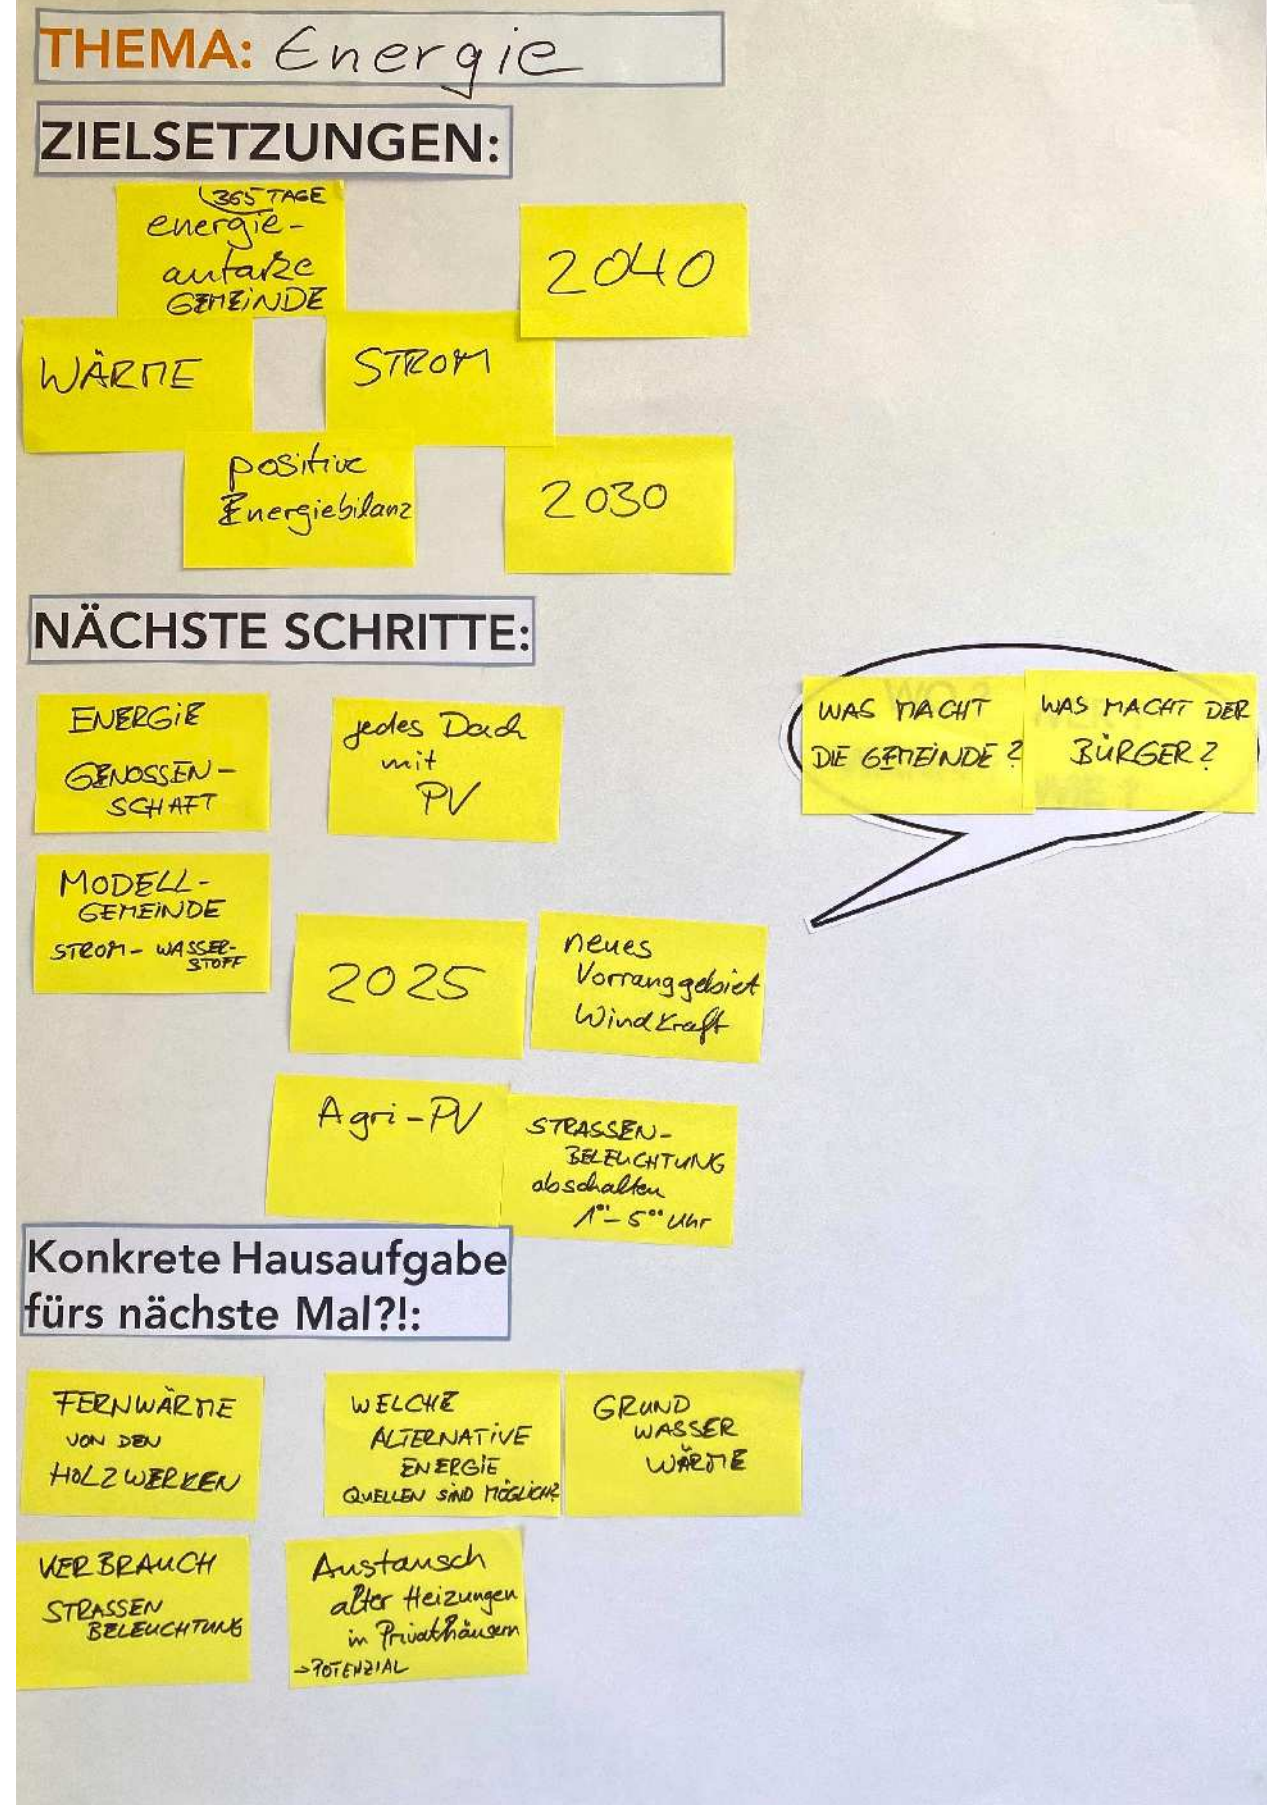 THEMA: Energie
ZIELSETZUNGEN:
365 TAGE
energie-
autarke
GEMEINDE
2040
WÄRME
STROM
positive
Energiebilanz
2030
NÄCHSTE SCHRITTE:
ENERGIE
GENOSSEN-
SCHAFT
jedes Dach
mit
PV
WAS MACHT
DIE GEMEINDE?
WAS MACHT DER
BÜRGER?
MODELL-
GEMEINDE
STROM- WASSER-
STOFF
2025
neues
Vorranggebiet
Windkraft
Agri-PV
STRASSEN-
BELEUCHTUNG
abschalten
1°°-5°° Uhr
Konkrete Hausaufgabe
fürs nächste Mal?!:
FERNWÄRME
VON DEN
HOLZWERKEN
WELCHE
ALTERNATIVE
ENERGIE
QUELLEN SIND MÖGLICH?
GRUND
WASSER
WÄRME
VERBRAUCH
STRASSEN
BELEUCHTUNG
Austausch
alter Heizungen
in Privathäusern
→POTENZIAL